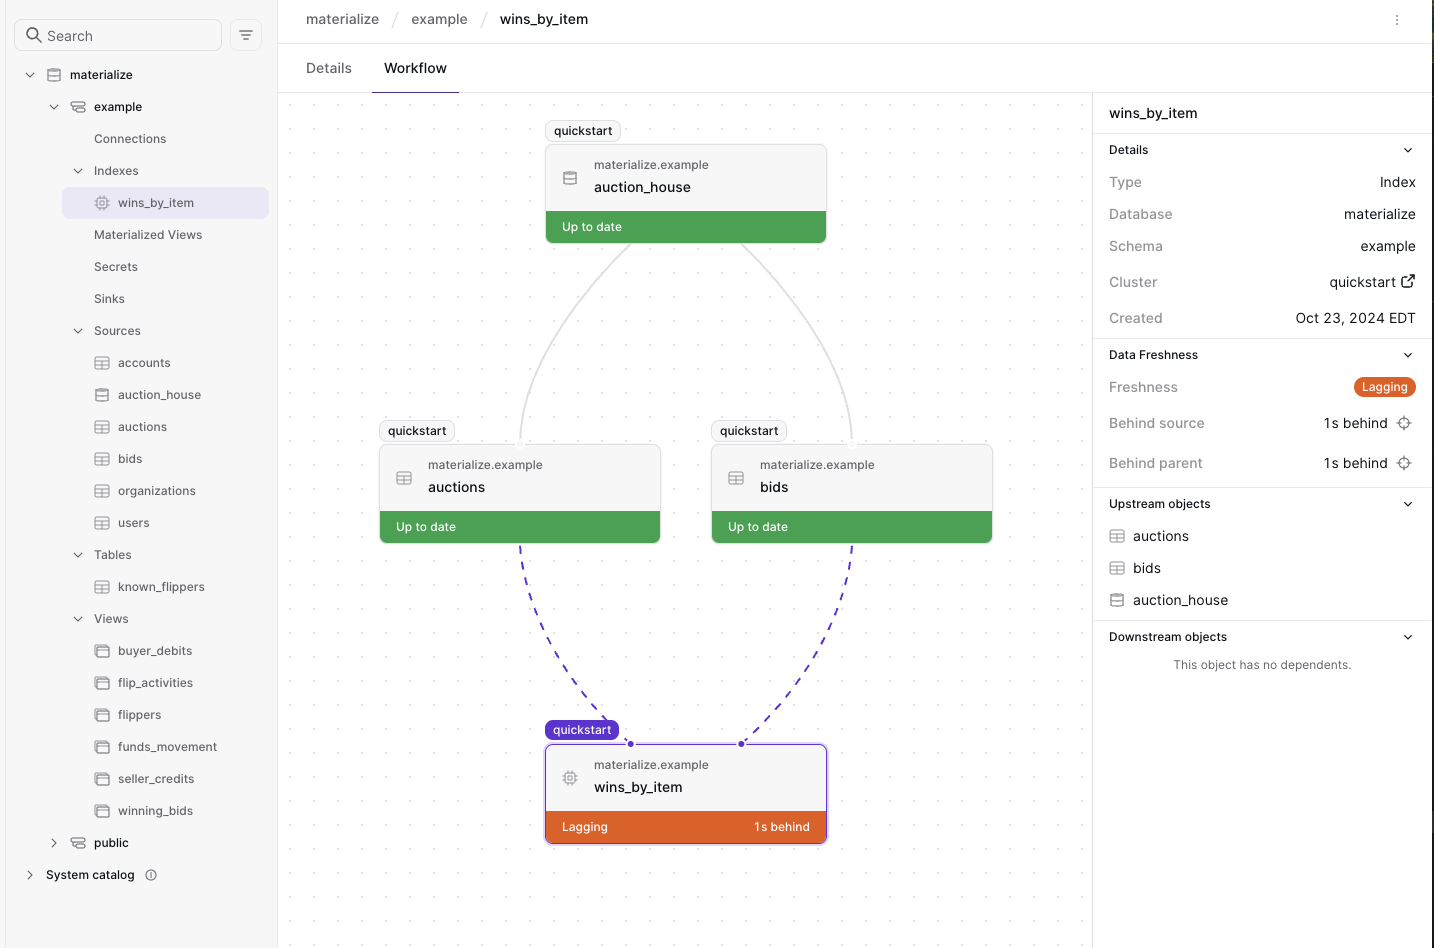 Search
materialize
example
Connections
Indexes
wins_by_item
Materialized Views
Secrets
Sinks
Sources
accounts
auction_house
auctions
bids
organizations
users
Tables
known_flippers
Views
buyer_debits
flip_activities
flippers
funds_movement
seller_credits
winning_bids
public
System catalog
materialize / example / wins_by_item
Details Workflow
quickstart
materialize.example
auction_house
Up to date
quickstart
materialize.example
auctions
Up to date
quickstart
materialize.example
bids
Up to date
quickstart
materialize.example
wins_by_item
Lagging 1s behind
wins_by_item
Details
Type Index
Database materialize
Schema example
Cluster quickstart
Created Oct 23, 2024 EDT
Data Freshness
Freshness Lagging
Behind source 1s behind
Behind parent 1s behind
Upstream objects
auctions
bids
auction_house
Downstream objects
This object has no dependents.